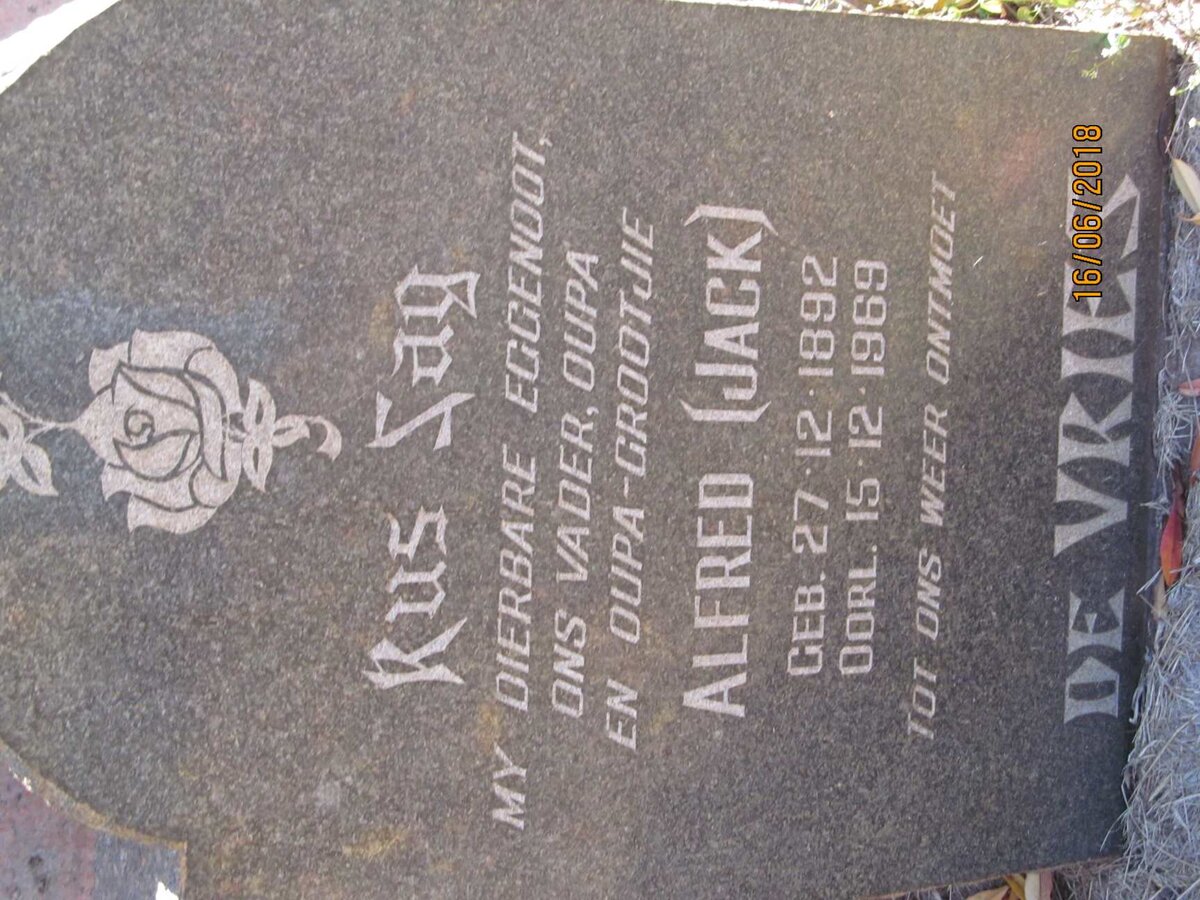 Rus Sag
MY DIERBARE EGGENOOT,
ONS VADER, OUPA
EN OUPA-GROOTJIE
ALFRED (JACK)
GEB. 27·12·1892
OORL. 15·12·1969
TOT ONS WEER ONTMOET
DE VRIES
16/06/2018